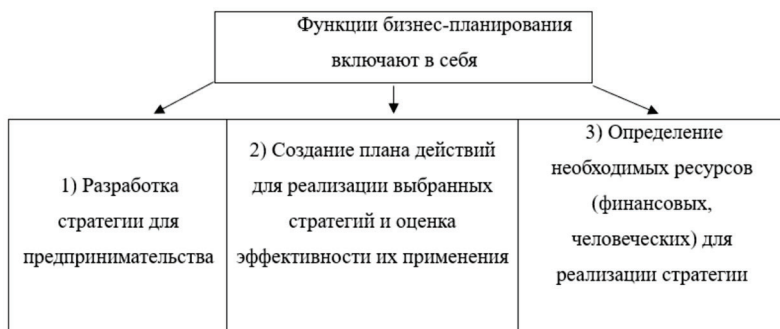 Функции бизнес-планирования
включают в себя
1) Разработка
стратегии для
предпринимательства
2) Создание плана действий
для реализации выбранных
стратегий и оценка
эффективности их применения
3) Определение
необходимых ресурсов
(финансовых,
человеческих) для
реализации стратегии